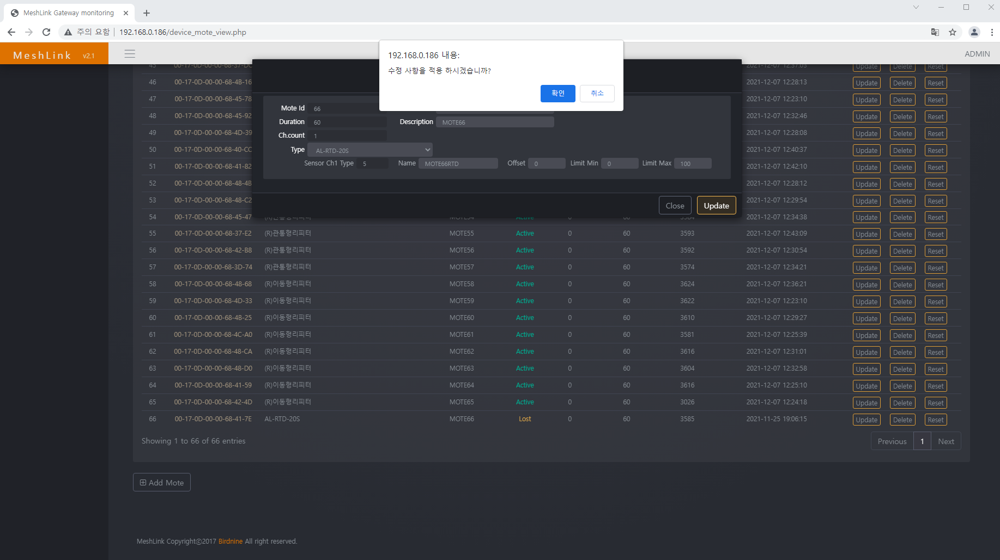 MeshLink Gateway monitoring
주의 요함 192.168.0.186/device_mote_view.php
MeshLink v2.1
ADMIN
192.168.0.186 내용:
수정 사항을 적용 하시겠습니까?
확인 취소
Mote Id 66
Duration 60 Description MOTE66
Ch.count 1
Type AL-RTD-20S
Sensor Ch1 Type 5 Name MOTE66RTD Offset 0 Limit Min 0 Limit Max 100
Close Update
45 2021-12-07 12:37:03 Update Delete Reset
46 00-17-0D-00-00-68-4B-16 2021-12-07 12:28:13 Update Delete Reset
47 00-17-0D-00-00-68-45-78 2021-12-07 12:23:10 Update Delete Reset
48 00-17-0D-00-00-68-45-92 2021-12-07 12:32:46 Update Delete Reset
49 00-17-0D-00-00-68-4D-39 2021-12-07 12:28:08 Update Delete Reset
50 00-17-0D-00-00-68-40-CC 2021-12-07 12:40:37 Update Delete Reset
51 00-17-0D-00-00-68-41-82 2021-12-07 12:42:10 Update Delete Reset
52 00-17-0D-00-00-68-48-4B 2021-12-07 12:28:12 Update Delete Reset
53 00-17-0D-00-00-68-48-C2 2021-12-07 12:29:54 Update Delete Reset
54 00-17-0D-00-00-68-45-47 (R)관통형리피터 MOTE54 Active 0 60 2021-12-07 12:34:38 Update Delete Reset
55 00-17-0D-00-00-68-37-E2 (R)관통형리피터 MOTE55 Active 0 60 3593 2021-12-07 12:43:09 Update Delete Reset
56 00-17-0D-00-00-68-42-B8 (R)관통형리피터 MOTE56 Active 0 60 3592 2021-12-07 12:30:54 Update Delete Reset
57 00-17-0D-00-00-68-3D-74 (R)관통형리피터 MOTE57 Active 0 60 3574 2021-12-07 12:34:21 Update Delete Reset
58 00-17-0D-00-00-68-48-68 (R)이동형리피터 MOTE58 Active 0 60 3624 2021-12-07 12:36:21 Update Delete Reset
59 00-17-0D-00-00-68-4D-33 (R)이동형리피터 MOTE59 Active 0 60 3622 2021-12-07 12:23:10 Update Delete Reset
60 00-17-0D-00-00-68-4B-25 (R)이동형리피터 MOTE60 Active 0 60 3610 2021-12-07 12:29:27 Update Delete Reset
61 00-17-0D-00-00-68-4C-A0 (R)이동형리피터 MOTE61 Active 0 60 3581 2021-12-07 12:25:39 Update Delete Reset
62 00-17-0D-00-00-68-48-CA (R)이동형리피터 MOTE62 Active 0 60 3616 2021-12-07 12:31:01 Update Delete Reset
63 00-17-0D-00-00-68-48-D0 (R)이동형리피터 MOTE63 Active 0 60 3604 2021-12-07 12:32:58 Update Delete Reset
64 00-17-0D-00-00-68-41-59 (R)이동형리피터 MOTE64 Active 0 60 3616 2021-12-07 12:25:10 Update Delete Reset
65 00-17-0D-00-00-68-42-4D (R)이동형리피터 MOTE65 Active 0 60 3026 2021-12-07 12:24:18 Update Delete Reset
66 00-17-0D-00-00-68-41-7E AL-RTD-20S MOTE66 Lost 0 60 3585 2021-11-25 19:06:15 Update Delete Reset
Showing 1 to 66 of 66 entries
Previous 1 Next
Add Mote
MeshLink Copyrightⓒ2017 Birdnine All right reserved.